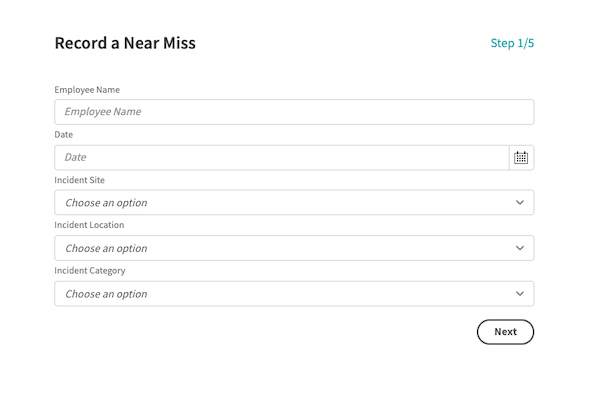 Record a Near Miss
Step 1/5
Employee Name
Employee Name
Date
Date
Incident Site
Choose an option
Incident Location
Choose an option
Incident Category
Choose an option
Next